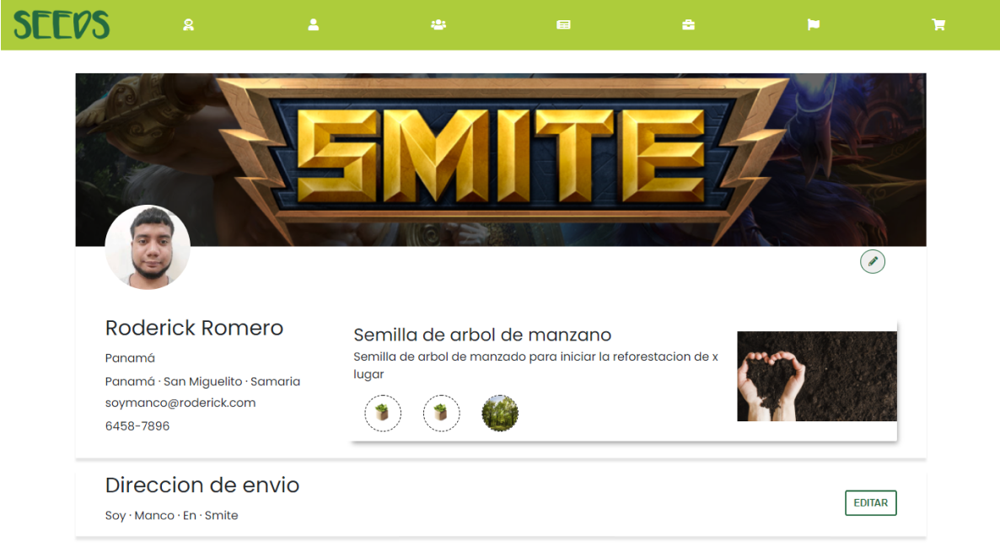 SEEDS
SMITE
Roderick Romero
Panamá
Panamá · San Miguelito · Samaria
soymanco@roderick.com
6458-7896
Semilla de arbol de manzano
Semilla de arbol de manzado para iniciar la reforestacion de x
lugar
Direccion de envio
Soy · Manco · En · Smite
EDITAR